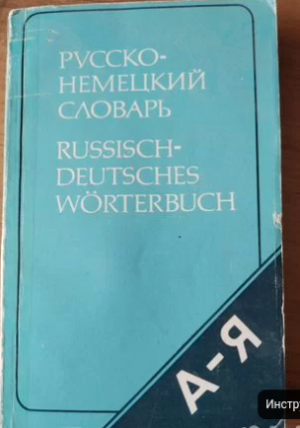 РУССКО-
НЕМЕЦКИЙ
СЛОВАРЬ
RUSSISCH-
DEUTSCHES
WÖRTERBUCH
А-Я
Инстр